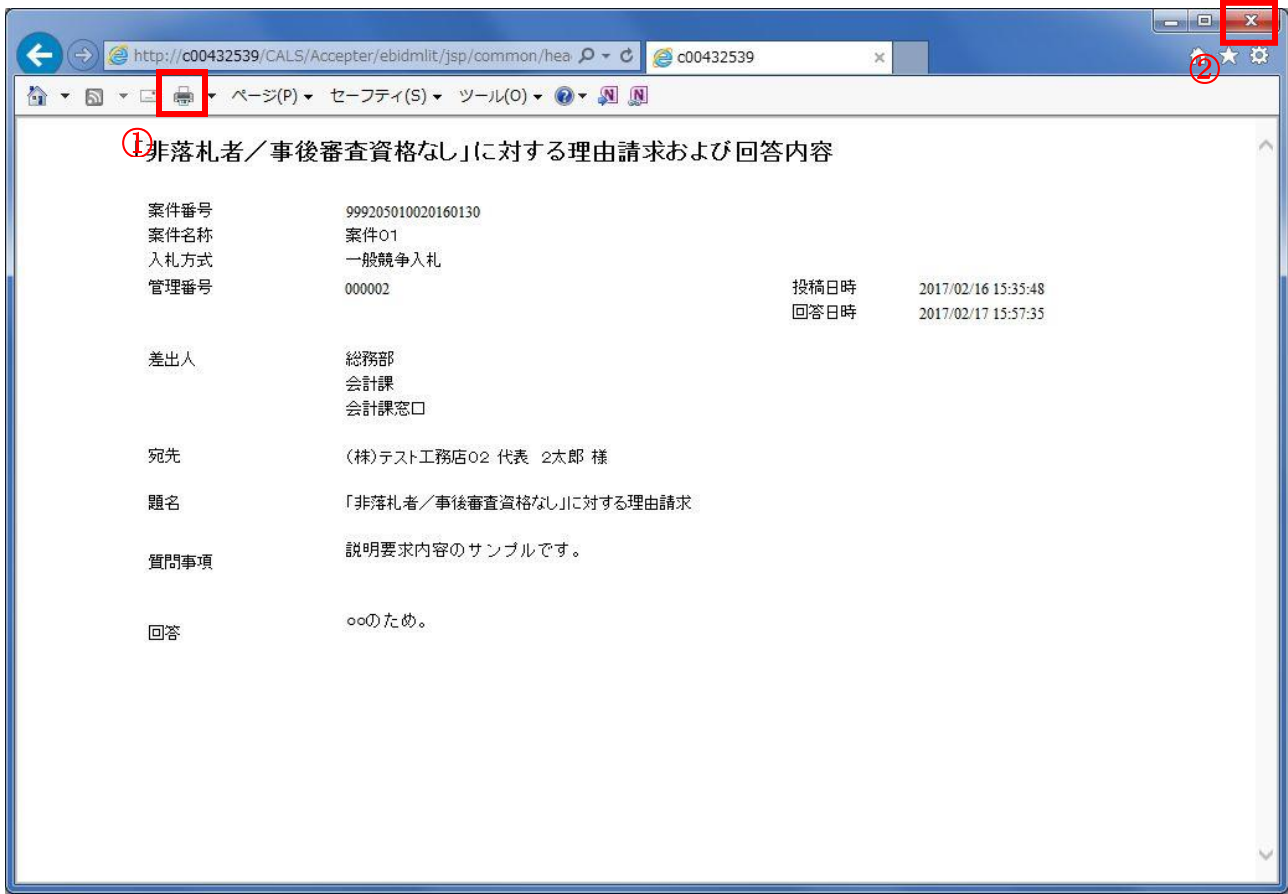 ②
http://c00432539/CALS/Accepter/ebidmlit/jsp/common/hea
c00432539
ページ(P) セーフティ(S) ツール(O)
①
「非落札者／事後審査資格なし」に対する理由請求および回答内容
案件番号 999205010020160130
案件名称 案件01
入札方式 一般競争入札
管理番号 000002 投稿日時 2017/02/16 15:35:48
回答日時 2017/02/17 15:57:35
差出人 総務部
会計課
会計課窓口
宛先 (株)テスト工務店02 代表　2太郎 様
題名 「非落札者／事後審査資格なし」に対する理由請求
質問事項 説明要求内容のサンプルです。
回答 ○○のため。